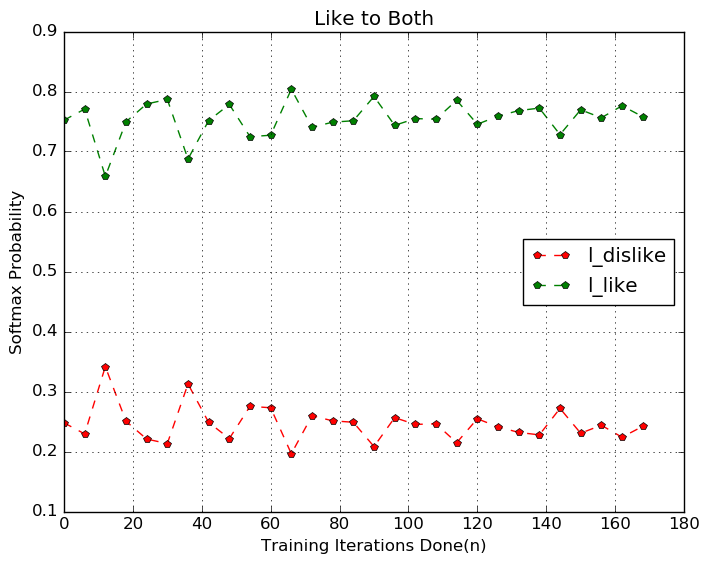 Like to Both
0.9
0.8
0.7
0.6
0.5
0.4
0.3
0.2
0.1
Softmax Probability
l_dislike
l_like
0 20 40 60 80 100 120 140 160 180
Training Iterations Done(n)